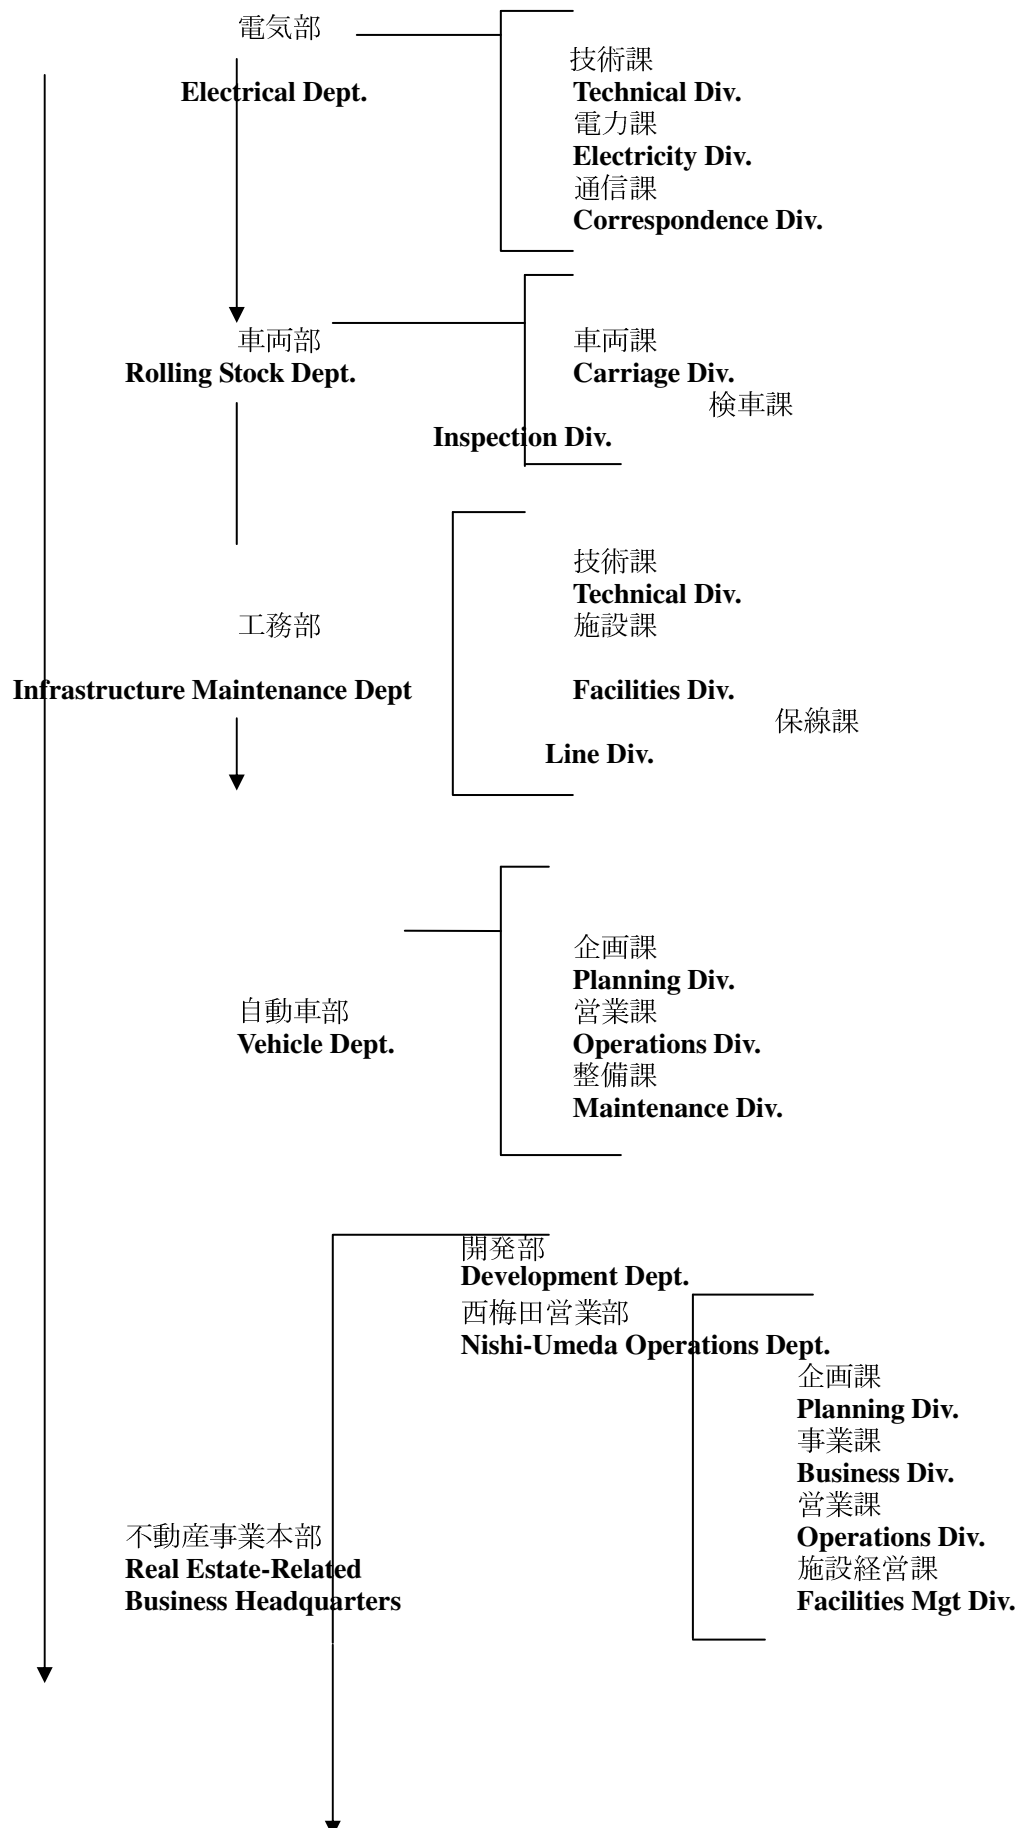 電気部
技術課
Electrical Dept.
Technical Div.
電力課
Electricity Div.
通信課
Correspondence Div.
車両部
車両課
Rolling Stock Dept.
Carriage Div.
検車課
Inspection Div.
技術課
Technical Div.
工務部
施設課
Infrastructure Maintenance Dept
Facilities Div.
保線課
Line Div.
企画課
Planning Div.
自動車部
営業課
Vehicle Dept.
Operations Div.
整備課
Maintenance Div.
開発部
Development Dept.
西梅田営業部
Nishi-Umeda Operations Dept.
企画課
Planning Div.
事業課
Business Div.
営業課
不動産事業本部
Operations Div.
Real Estate-Related
施設経営課
Business Headquarters
Facilities Mgt Div.